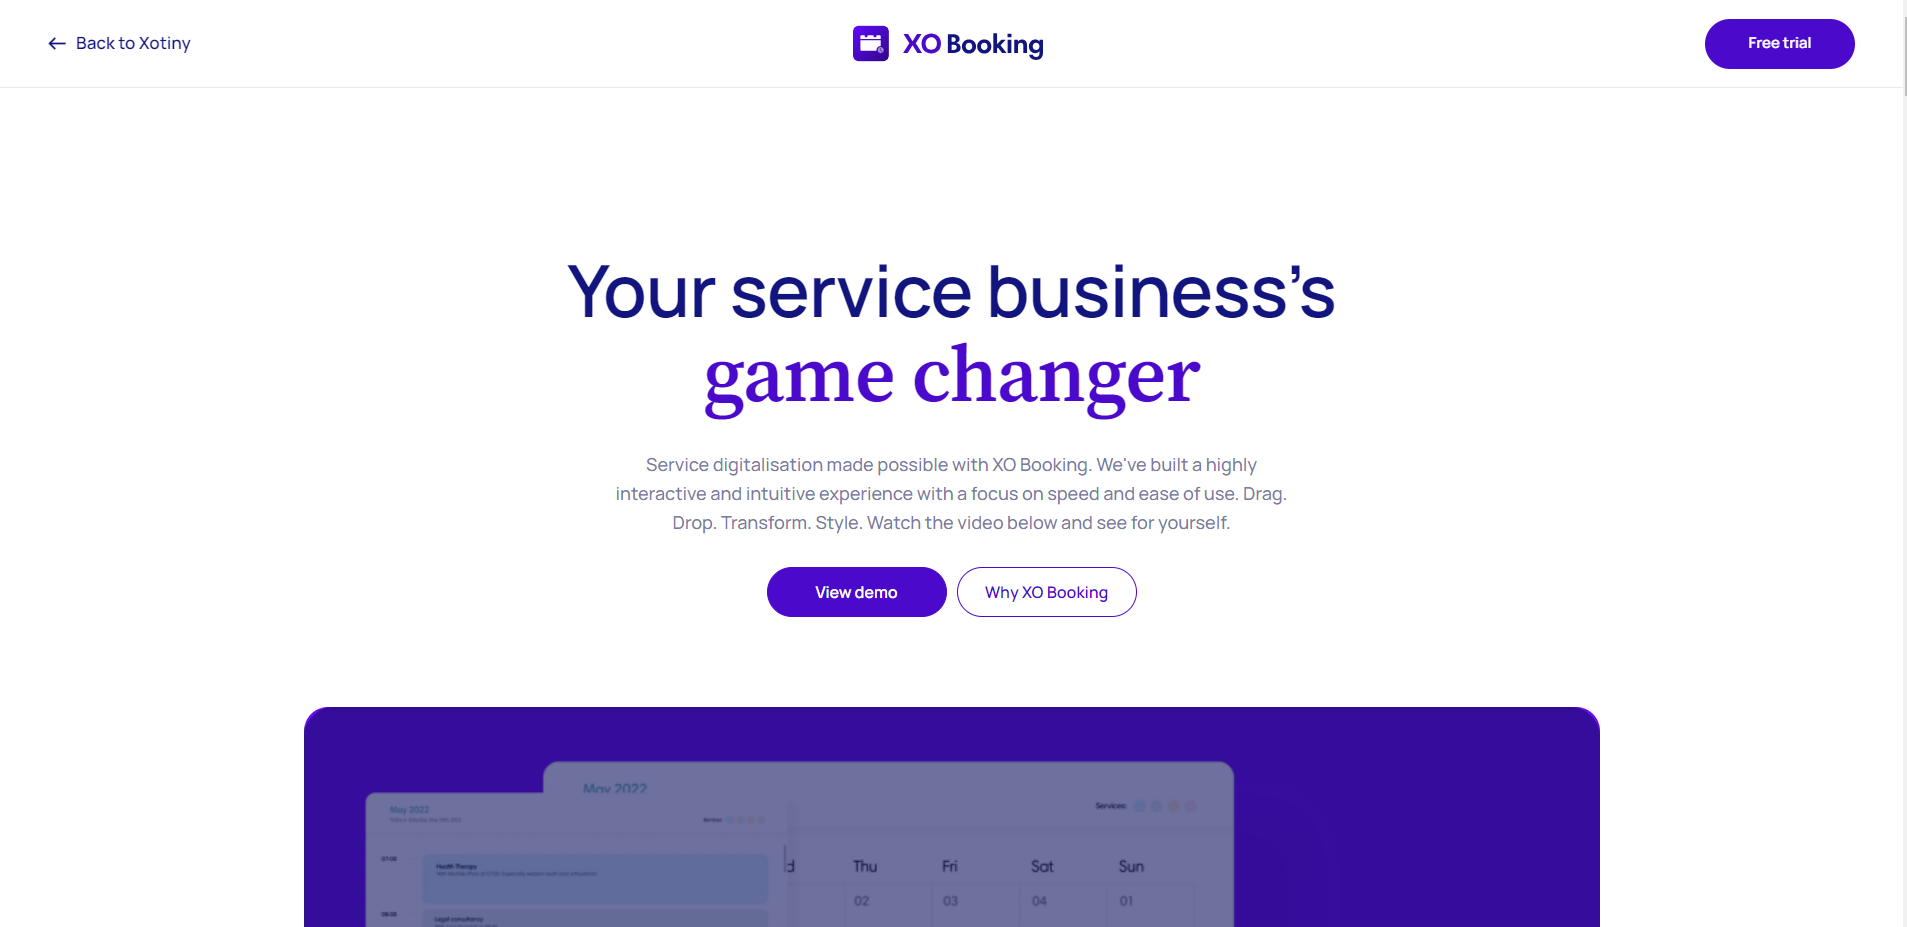 Back to Xotiny
XO Booking
Free trial
Your service business’s
game changer
Service digitalisation made possible with XO Booking. We've built a highly
interactive and intuitive experience with a focus on speed and ease of use. Drag.
Drop. Transform. Style. Watch the video below and see for yourself.
View demo
Why XO Booking
May 2022
Services:
May 2022
Services:
07:00
Health Therapy
Thu
Fri
Sat
Sun
02
03
04
01
08:00
Legal consultancy